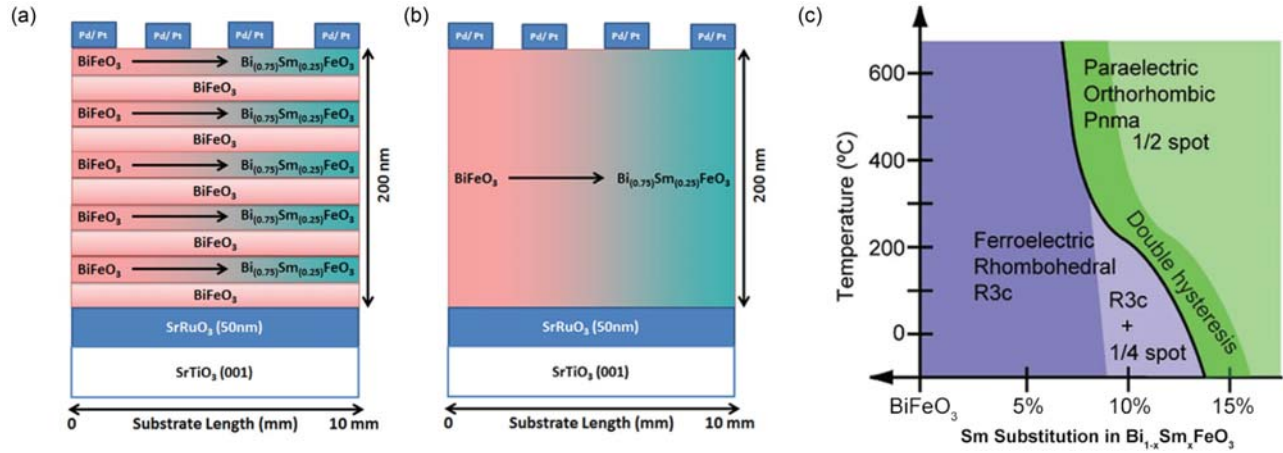 (a)
Pd/ Pt Pd/ Pt Pd/ Pt Pd/ Pt
BiFeO₃ Bi₍₀.₇₅₎Sm₍₀.₂₅₎FeO₃
BiFeO₃
BiFeO₃ Bi₍₀.₇₅₎Sm₍₀.₂₅₎FeO₃
BiFeO₃
BiFeO₃ Bi₍₀.₇₅₎Sm₍₀.₂₅₎FeO₃
BiFeO₃
BiFeO₃ Bi₍₀.₇₅₎Sm₍₀.₂₅₎FeO₃
BiFeO₃
BiFeO₃ Bi₍₀.₇₅₎Sm₍₀.₂₅₎FeO₃
BiFeO₃
200 nm
SrRuO₃ (50nm)
SrTiO₃ (001)
0 Substrate Length (mm) 10 mm
(b)
Pd/ Pt Pd/ Pt Pd/ Pt Pd/ Pt
BiFeO₃ Bi₍₀.₇₅₎Sm₍₀.₂₅₎FeO₃
200 nm
SrRuO₃ (50nm)
SrTiO₃ (001)
0 Substrate Length (mm) 10 mm
(c)
Temperature (ºC)
600
400
200
0
Paraelectric
Orthorhombic
Pnma
1/2 spot
Double hysteresis
Ferroelectric
Rhombohedral
R3c
R3c
+
1/4 spot
BiFeO₃ 5% 10% 15%
Sm Substitution in Bi₁₋ₓSmₓFeO₃